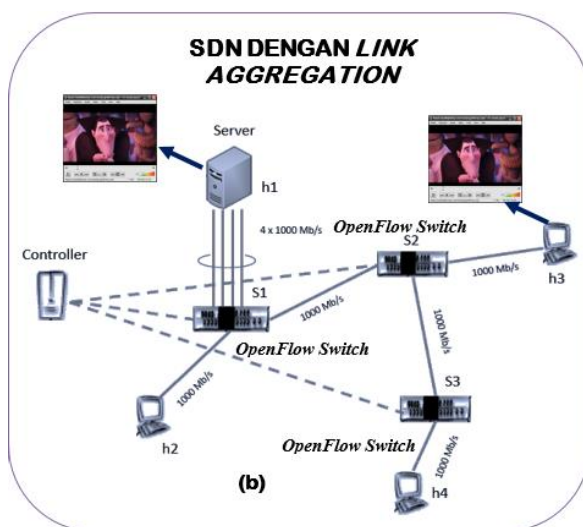 SDN DENGAN LINK
AGGREGATION
Server
h1
4 x 1000 Mb/s
OpenFlow Switch
S2
1000 Mb/s
h3
Controller
S1
1000 Mb/s
OpenFlow Switch
1000 Mb/s
1000 Mb/s
S3
h2
OpenFlow Switch
1000 Mb/s
(b)
h4